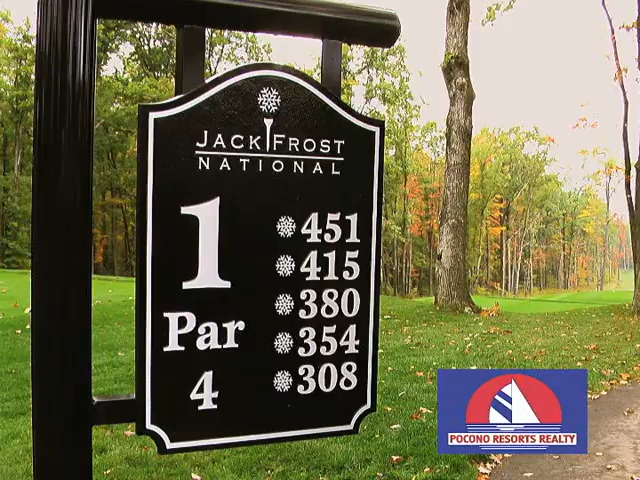 JACK FROST
NATIONAL
1
Par
4
451
415
380
354
308
POCONO RESORTS REALTY